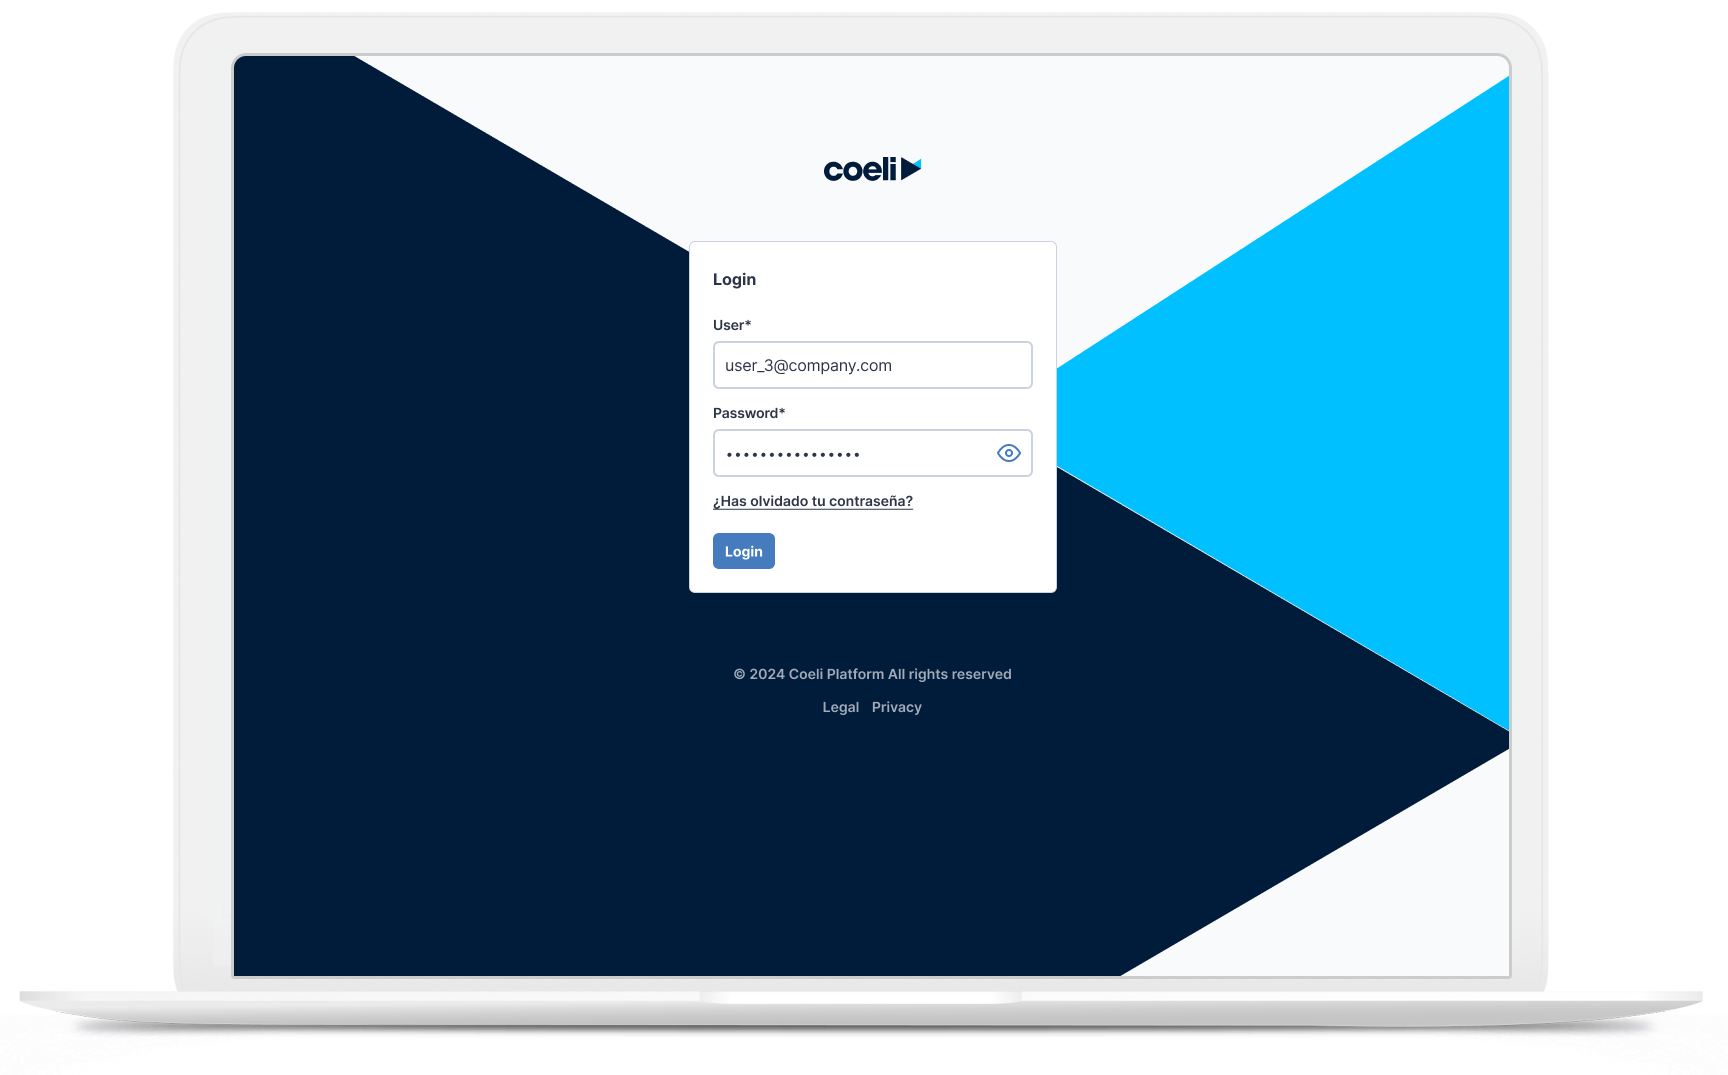 coeli
Login
User*
user_3@company.com
Password*
••••••••••••••••
¿Has olvidado tu contraseña?
Login
© 2024 Coeli Platform All rights reserved
Legal Privacy